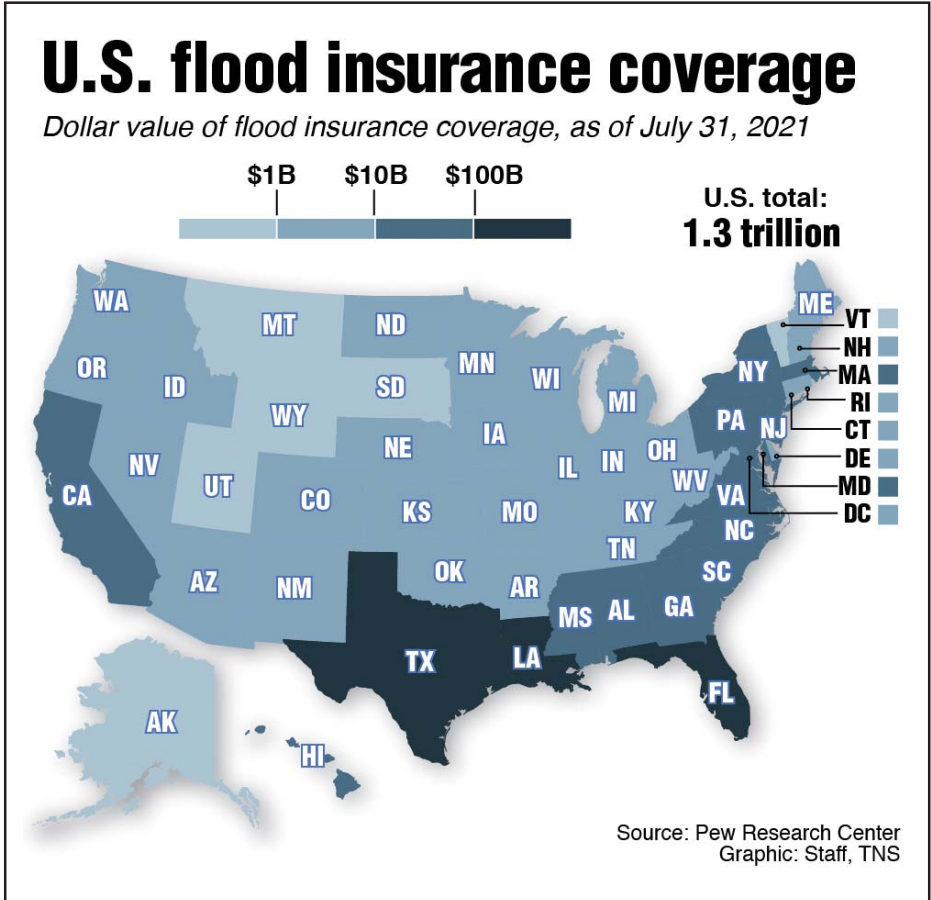 U.S. flood insurance coverage
Dollar value of flood insurance coverage, as of July 31, 2021
$1B $10B $100B
U.S. total:
1.3 trillion
WA
MT
ND
ME
VT
NH
OR
ID
SD
MN
WI
MI
NY
MA
RI
WY
NE
IA
PA
NJ
CT
NV
UT
CO
IL
IN
OH
WV
DE
CA
KS
MO
KY
VA
MD
DC
NC
TN
AZ
NM
OK
AR
SC
MS
AL
GA
TX
LA
FL
AK
HI
Source: Pew Research Center
Graphic: Staff, TNS